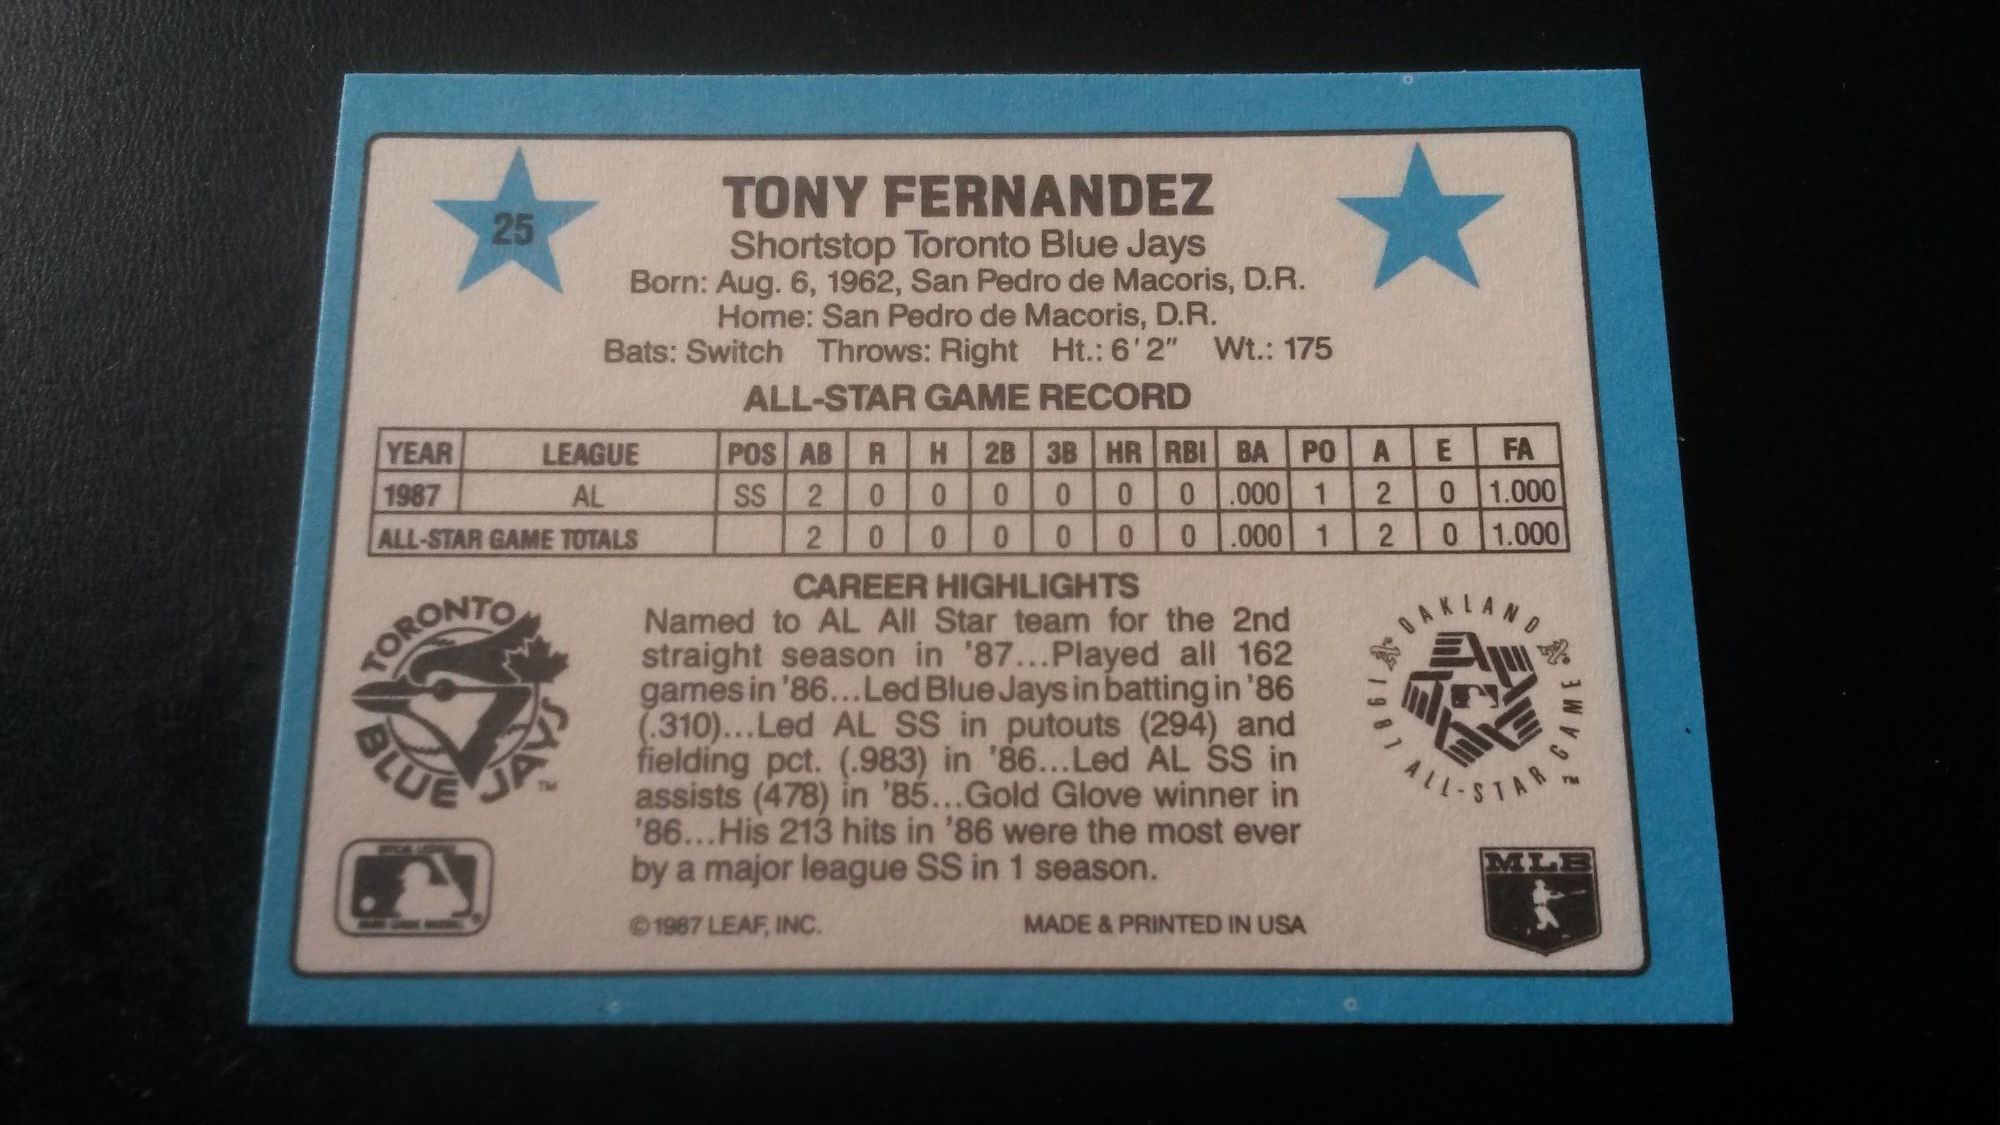 25
TONY FERNANDEZ
Shortstop Toronto Blue Jays
Born: Aug. 6, 1962, San Pedro de Macoris, D.R.
Home: San Pedro de Macoris, D.R.
Bats: Switch Throws: Right Ht.: 6'2" Wt.: 175
ALL-STAR GAME RECORD
YEAR LEAGUE POS AB R H 2B 3B HR RBI BA PO A E FA
1987 AL SS 2 0 0 0 0 0 0 .000 1 2 0 1.000
ALL-STAR GAME TOTALS 2 0 0 0 0 0 0 .000 1 2 0 1.000
CAREER HIGHLIGHTS
Named to AL All Star team for the 2nd
straight season in '87...Played all 162
games in '86...Led Blue Jays in batting in '86
(.310)...Led AL SS in putouts (294) and
fielding pct. (.983) in '86...Led AL SS in
assists (478) in '85...Gold Glove winner in
'86...His 213 hits in '86 were the most ever
by a major league SS in 1 season.
©1987 LEAF, INC. MADE & PRINTED IN USA
TORONTO
BLUE JAYS
TM
OAKLAND
1987 ALL-STAR GAME
TM
MLB